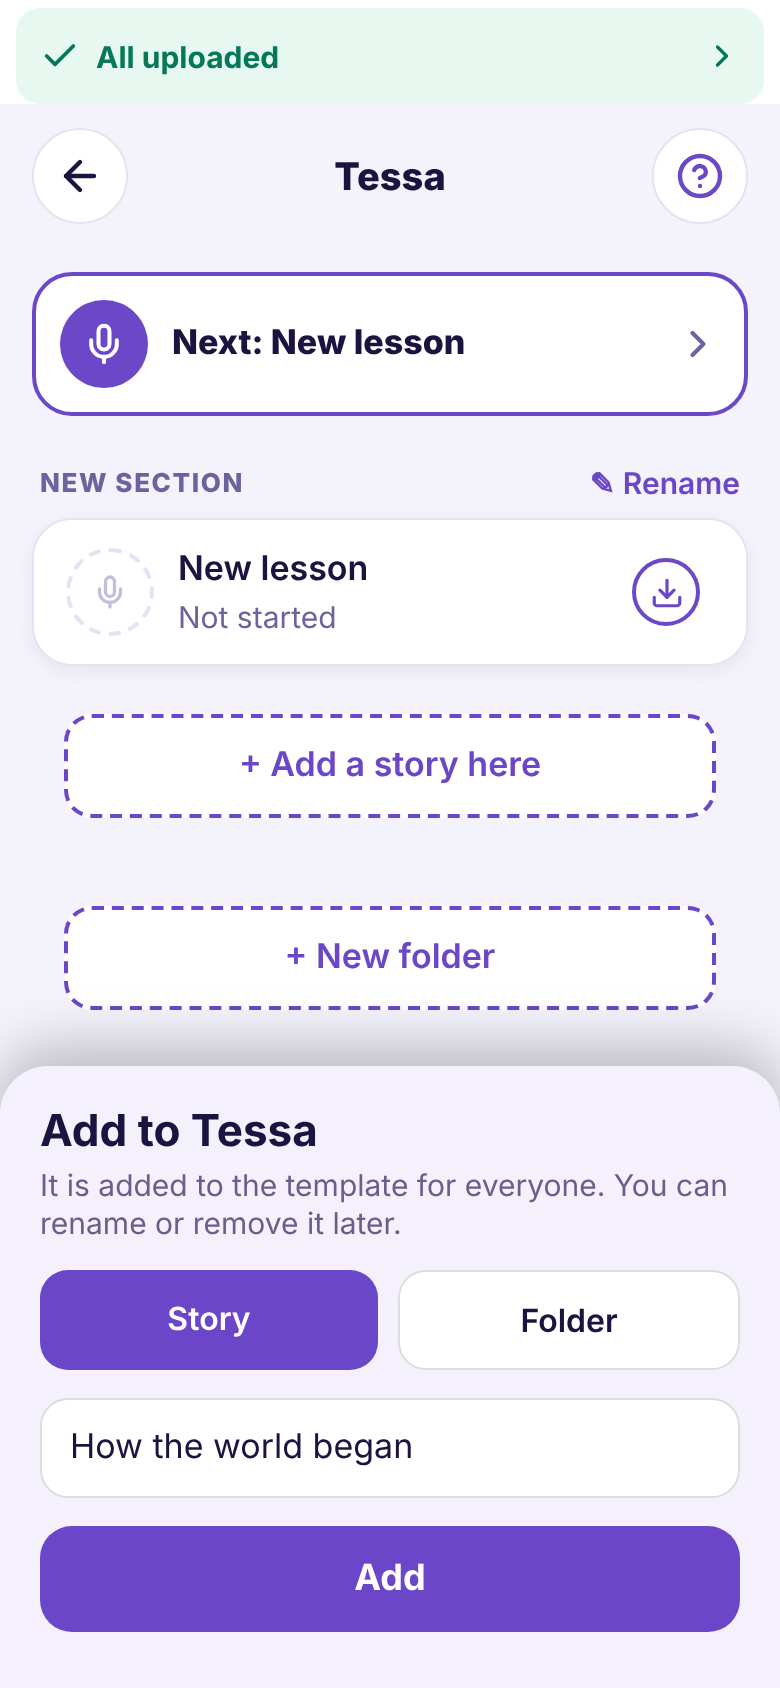 All uploaded
Tessa
Next: New lesson
NEW SECTION
✎ Rename
New lesson
Not started
+ Add a story here
+ New folder
Add to Tessa
It is added to the template for everyone. You can
rename or remove it later.
Story
Folder
How the world began
Add